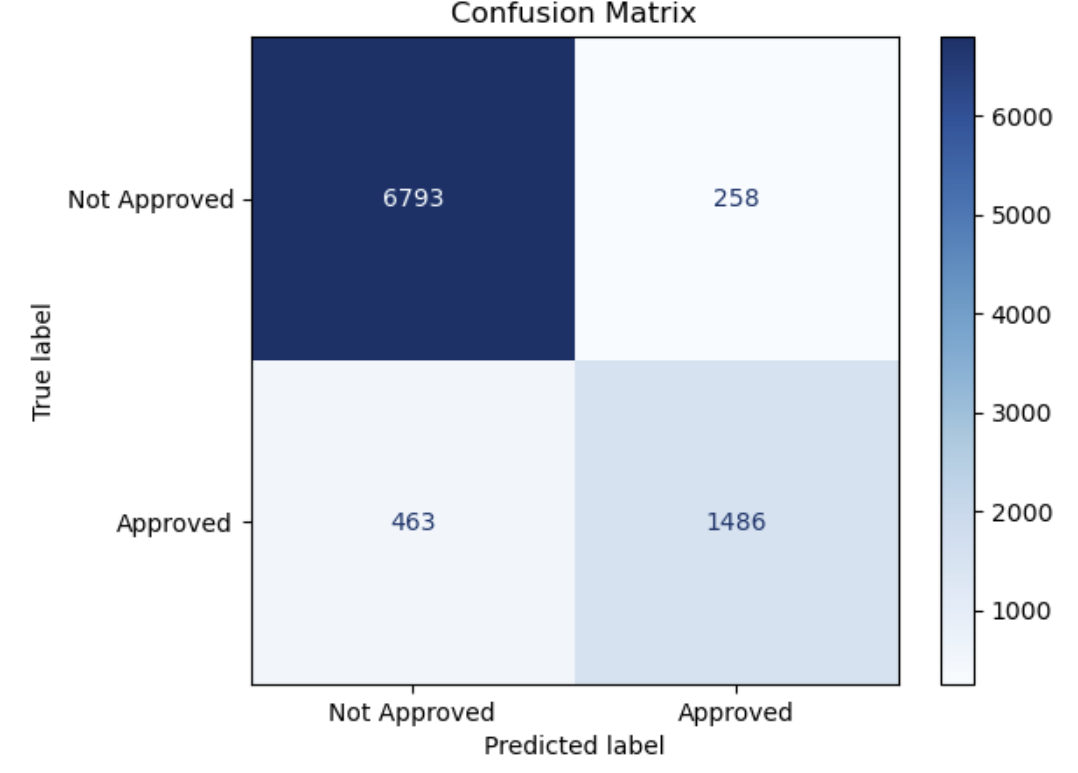 Confusion Matrix
Not Approved
6793
258
6000
5000
4000
3000
2000
1000
True label
Approved
463
1486
Not Approved
Approved
Predicted label